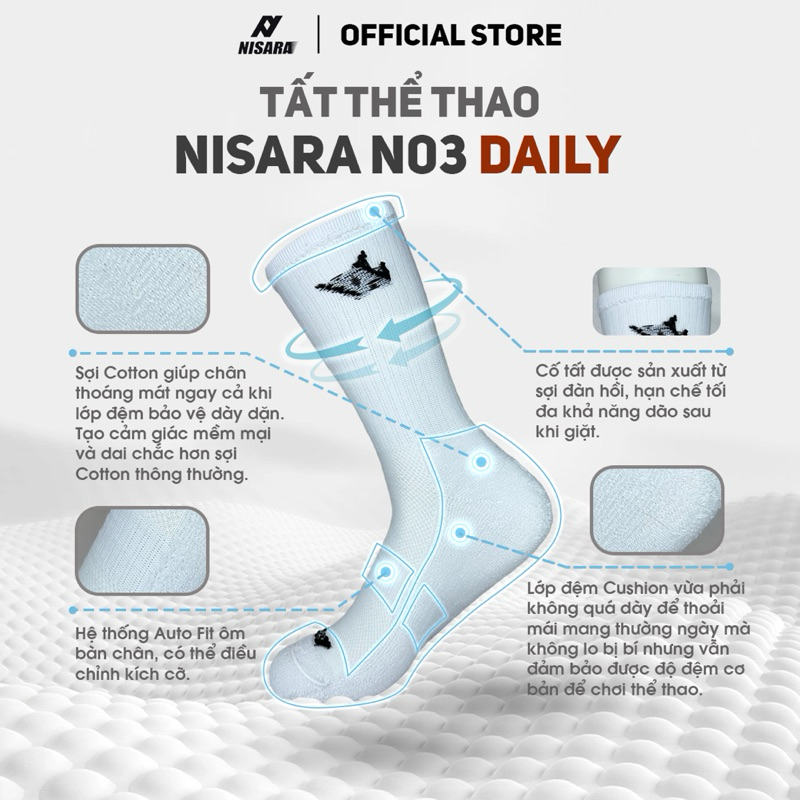 NISARA
OFFICIAL STORE
TẤT THỂ THAO
NISARA N03 DAILY
Sợi Cotton giúp chân
thoáng mát ngay cả khi
lớp đệm bảo vệ dày dặn.
Tạo cảm giác mềm mại
và dai chắc hơn sợi
Cotton thông thường.
Cổ tất được sản xuất từ
sợi đàn hồi, hạn chế tối
đa khả năng dão sau
khi giặt.
Hệ thống Auto Fit ôm
bàn chân, có thể điều
chỉnh kích cỡ.
Lớp đệm Cushion vừa phải
không quá dày để thoải
mái mang thường ngày mà
không lo bị bí nhưng vẫn
đảm bảo được độ đệm cơ
bản để chơi thể thao.